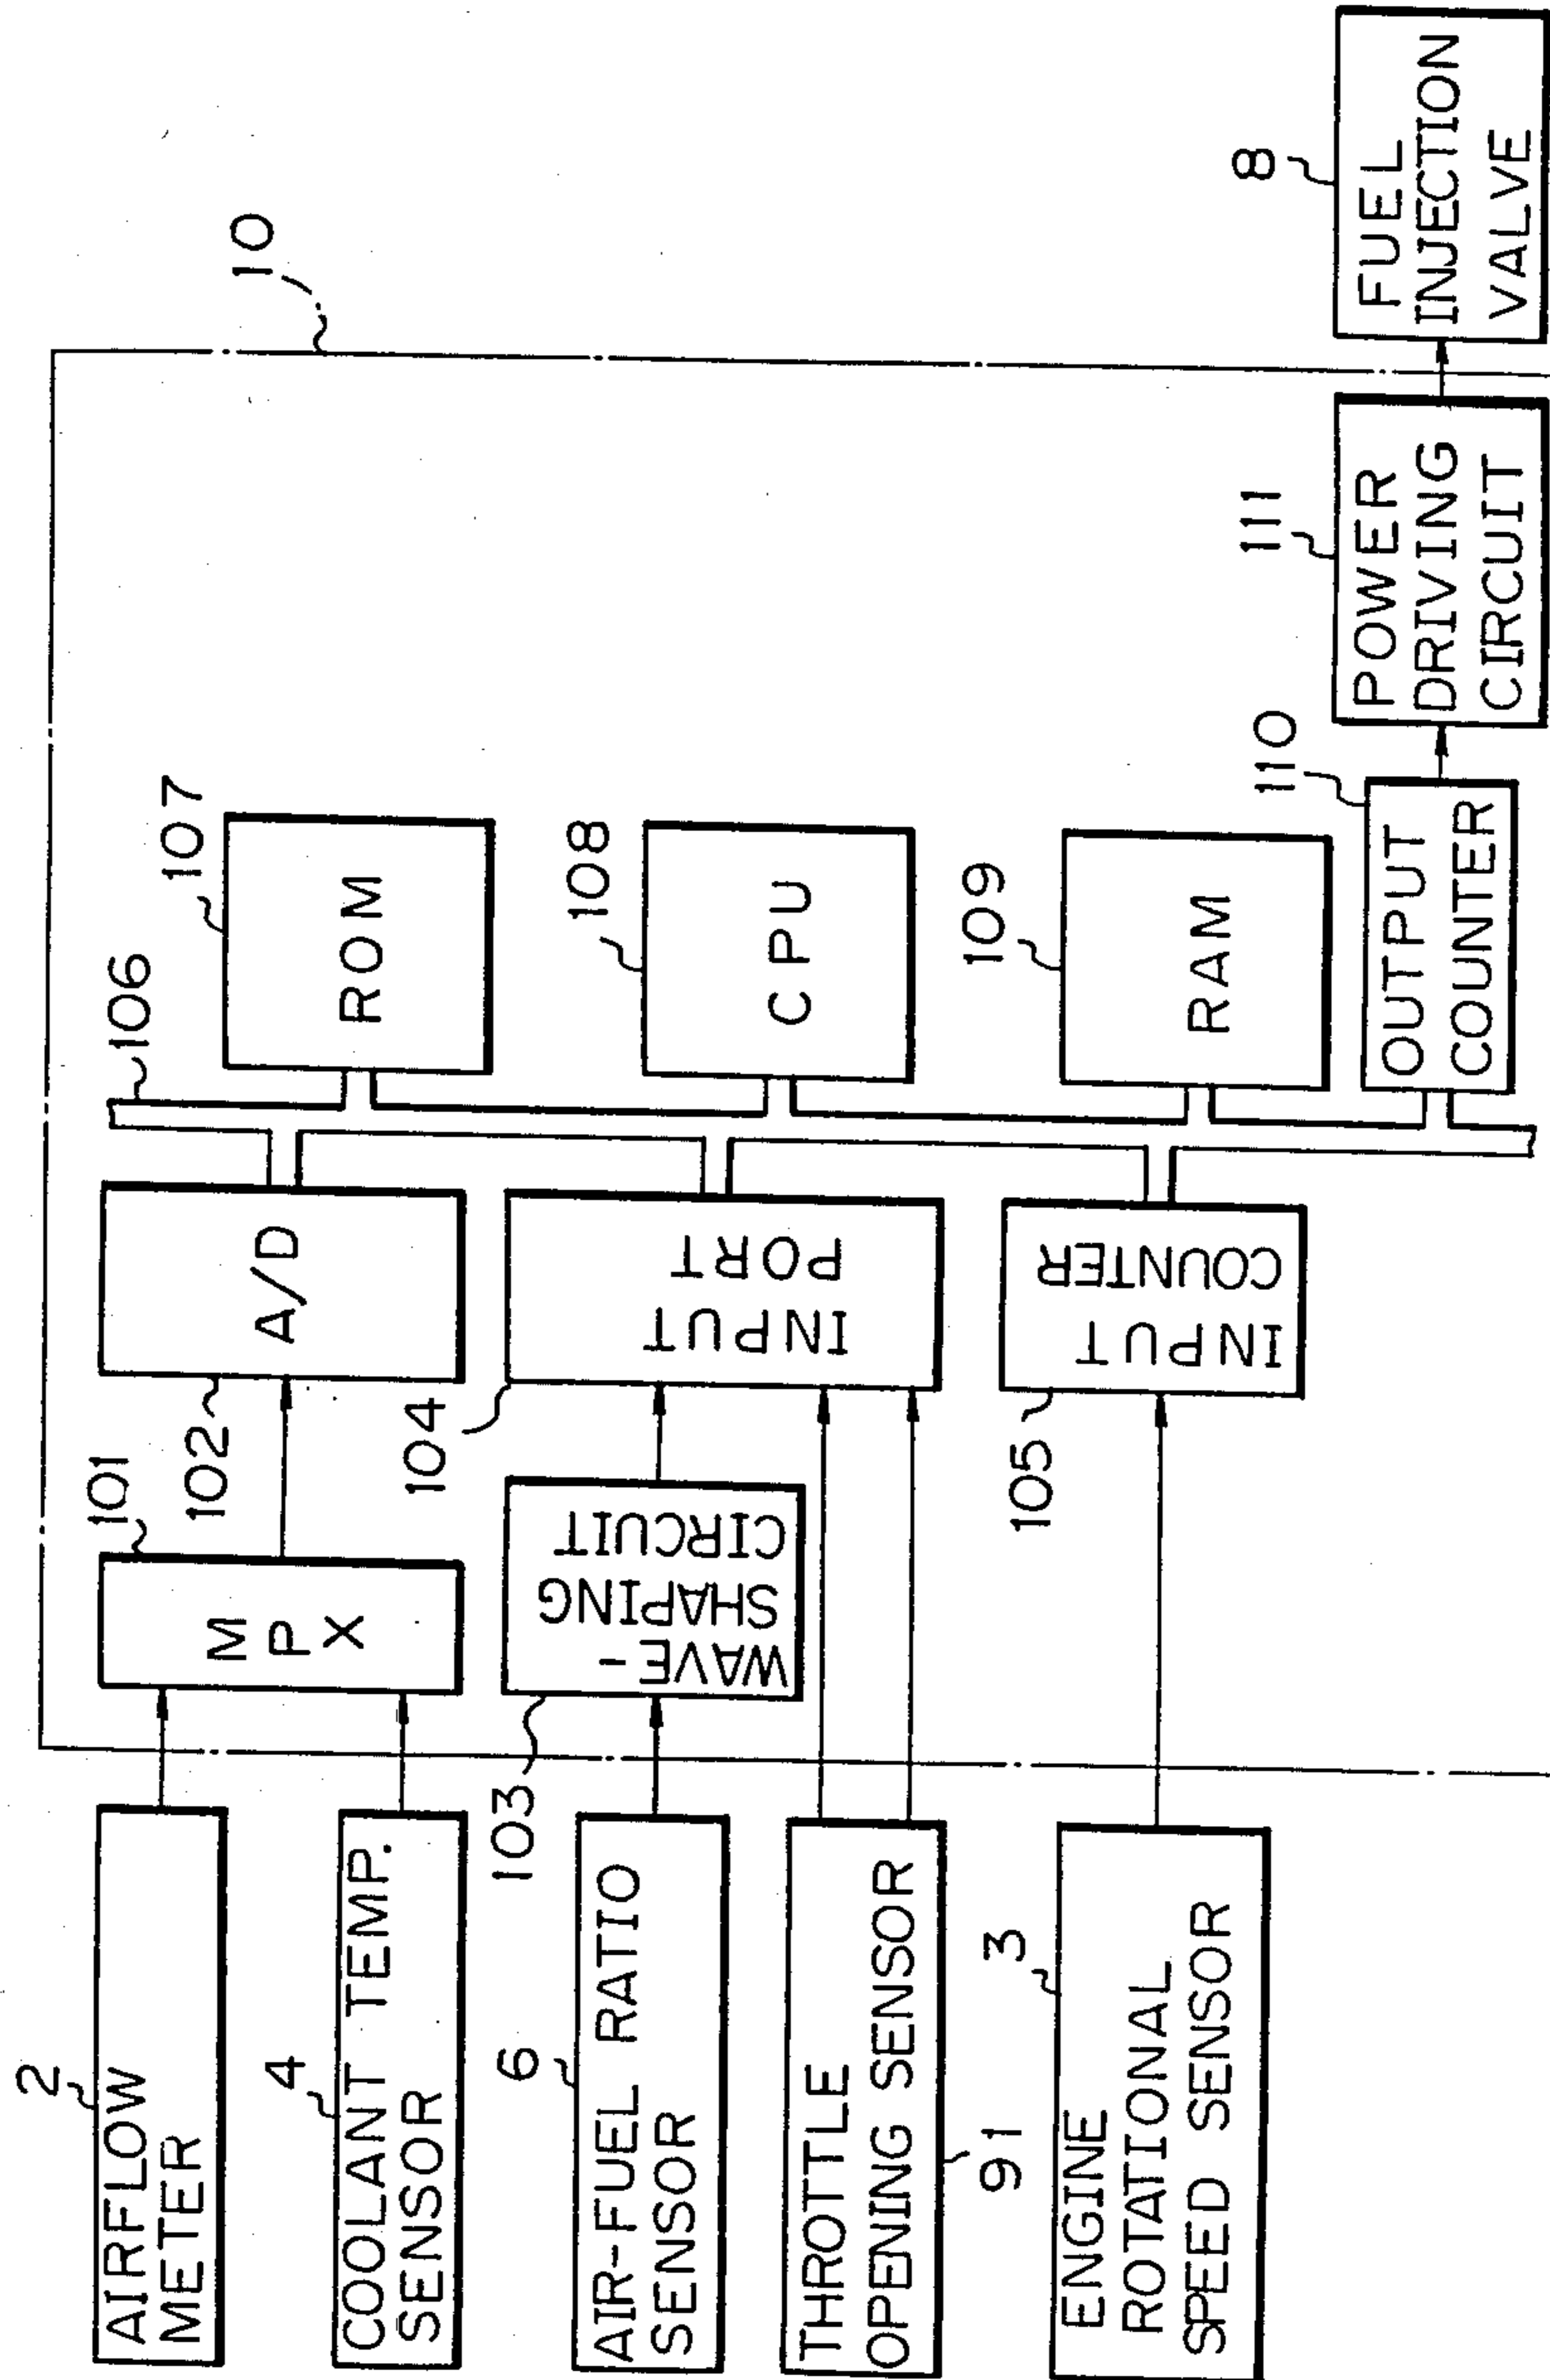 2
AIRFLOW
METER
4
COOLANT TEMP.
SENSOR
6
AIR-FUEL RATIO
SENSOR
THROTTLE
OPENING SENSOR
91
3
ENGINE
ROTATIONAL
SPEED SENSOR
101
MPX
102
A/D
103
WAVE-
SHAPING
CIRCUIT
104
INPUT
PORT
105
INPUT
COUNTER
106
107
ROM
108
CPU
109
RAM
110
OUTPUT
COUNTER
111
POWER
DRIVING
CIRCUIT
10
8
FUEL
INJECTION
VALVE